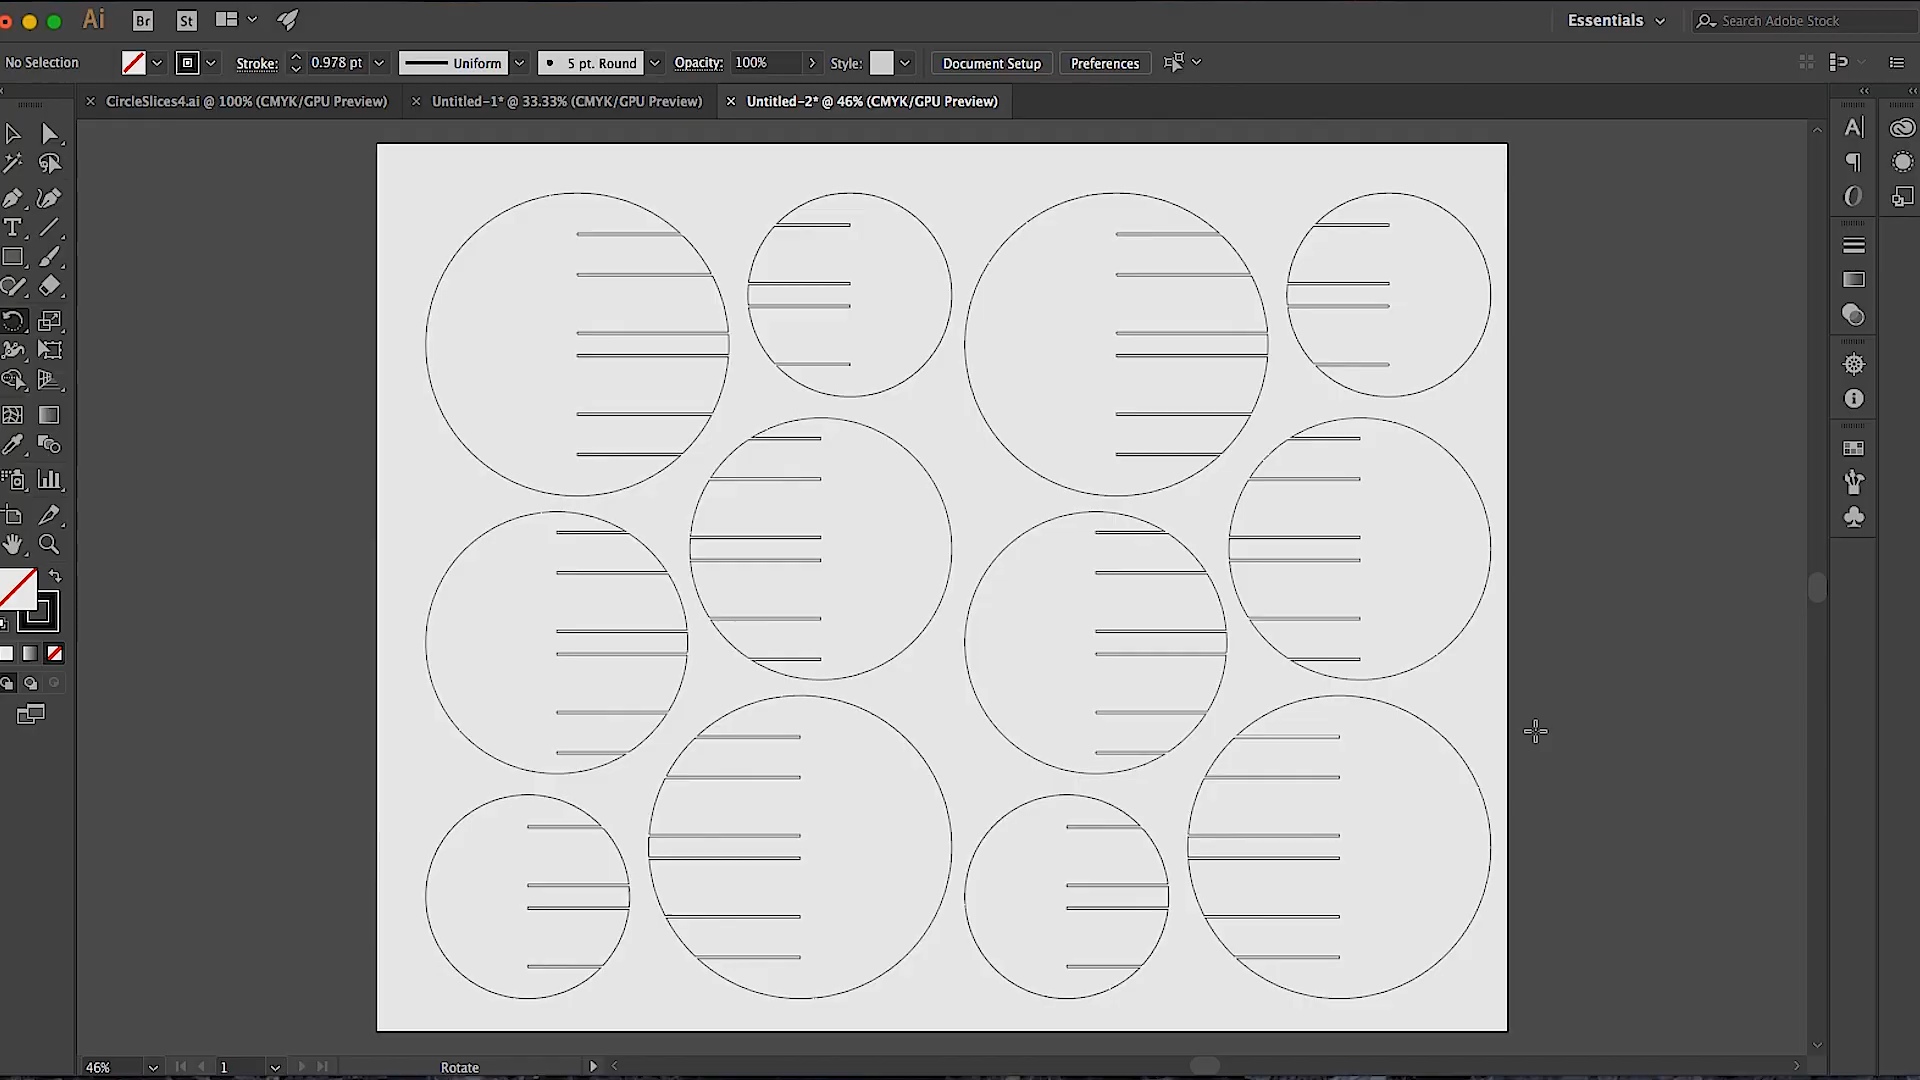 Ai Br St Essentials Search Adobe Stock
No Selection Stroke: 0.978 pt Uniform 5 pt. Round Opacity: 100% Style: Document Setup Preferences
CircleSlices4.ai @ 100% (CMYK/GPU Preview) Untitled-1* @ 33.33% (CMYK/GPU Preview) Untitled-2* @ 46% (CMYK/GPU Preview)
46% 1 Rotate